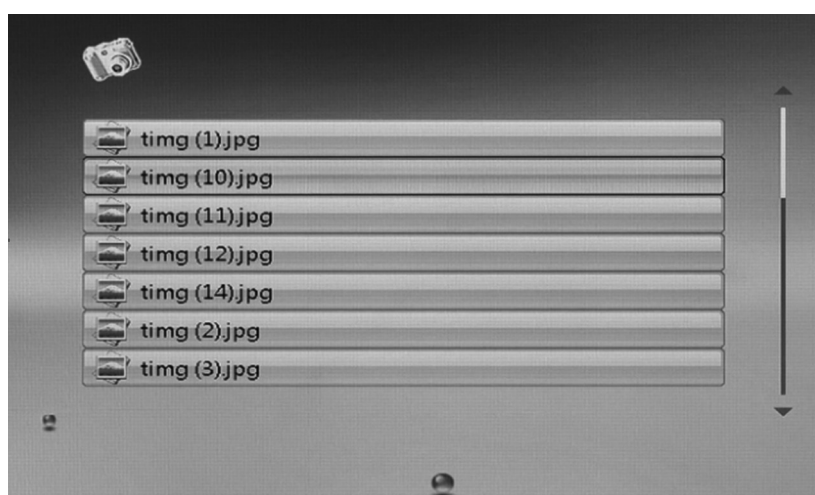 timg (1).jpg
timg (10).jpg
timg (11).jpg
timg (12).jpg
timg (14).jpg
timg (2).jpg
timg (3).jpg